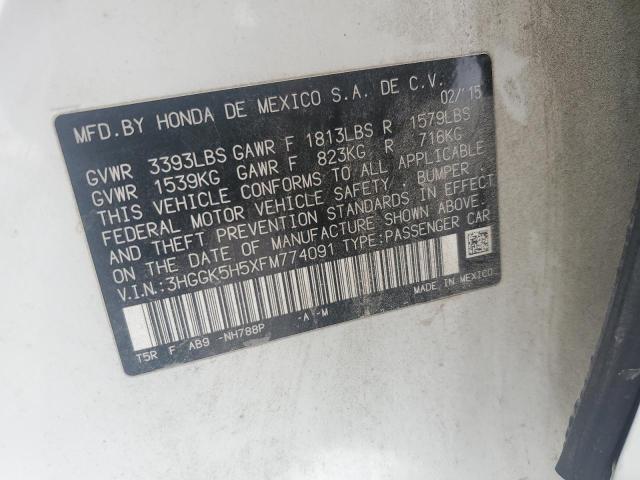 MFD.BY HONDA DE MEXICO S.A. DE C.V. 02/'15
GVWR 3393LBS GAWR F 1813LBS R 1579LBS
GVWR 1539KG GAWR F 823KG R 716KG
THIS VEHICLE CONFORMS TO ALL APPLICABLE
FEDERAL MOTOR VEHICLE SAFETY , BUMPER ,
AND THEFT PREVENTION STANDARDS IN EFFECT
ON THE DATE OF MANUFACTURE SHOWN ABOVE.
V.I.N.:3HGGK5H5XFM774091 TYPE:PASSENGER CAR
MADE IN MEXICO
T5R F AB9 -NH788P -A -M